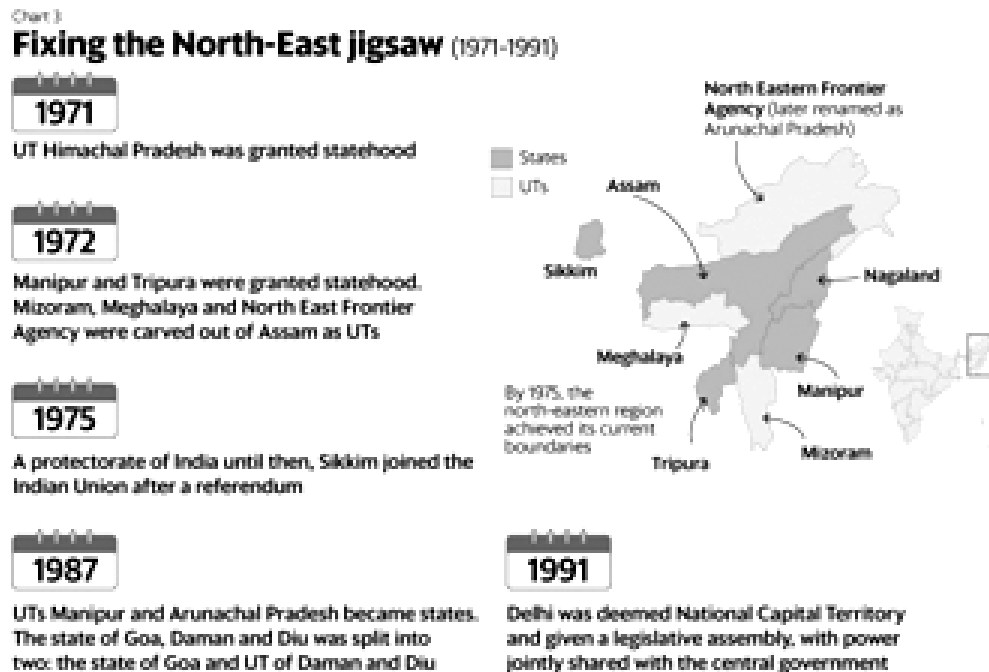 Chart 3
Fixing the North-East jigsaw (1971-1991)
1971
UT Himachal Pradesh was granted statehood
1972
Manipur and Tripura were granted statehood.
Mizoram, Meghalaya and North East Frontier
Agency were carved out of Assam as UTs
1975
A protectorate of India until then, Sikkim joined the
Indian Union after a referendum
1987
UTs Manipur and Arunachal Pradesh became states.
The state of Goa, Daman and Diu was split into
two: the state of Goa and UT of Daman and Diu
States
UTs
North Eastern Frontier
Agency (later renamed as
Arunachal Pradesh)
Assam
Sikkim
Nagaland
Meghalaya
Manipur
By 1975, the
north-eastern region
achieved its current
boundaries
Tripura
Mizoram
1991
Delhi was deemed National Capital Territory
and given a legislative assembly, with power
jointly shared with the central government